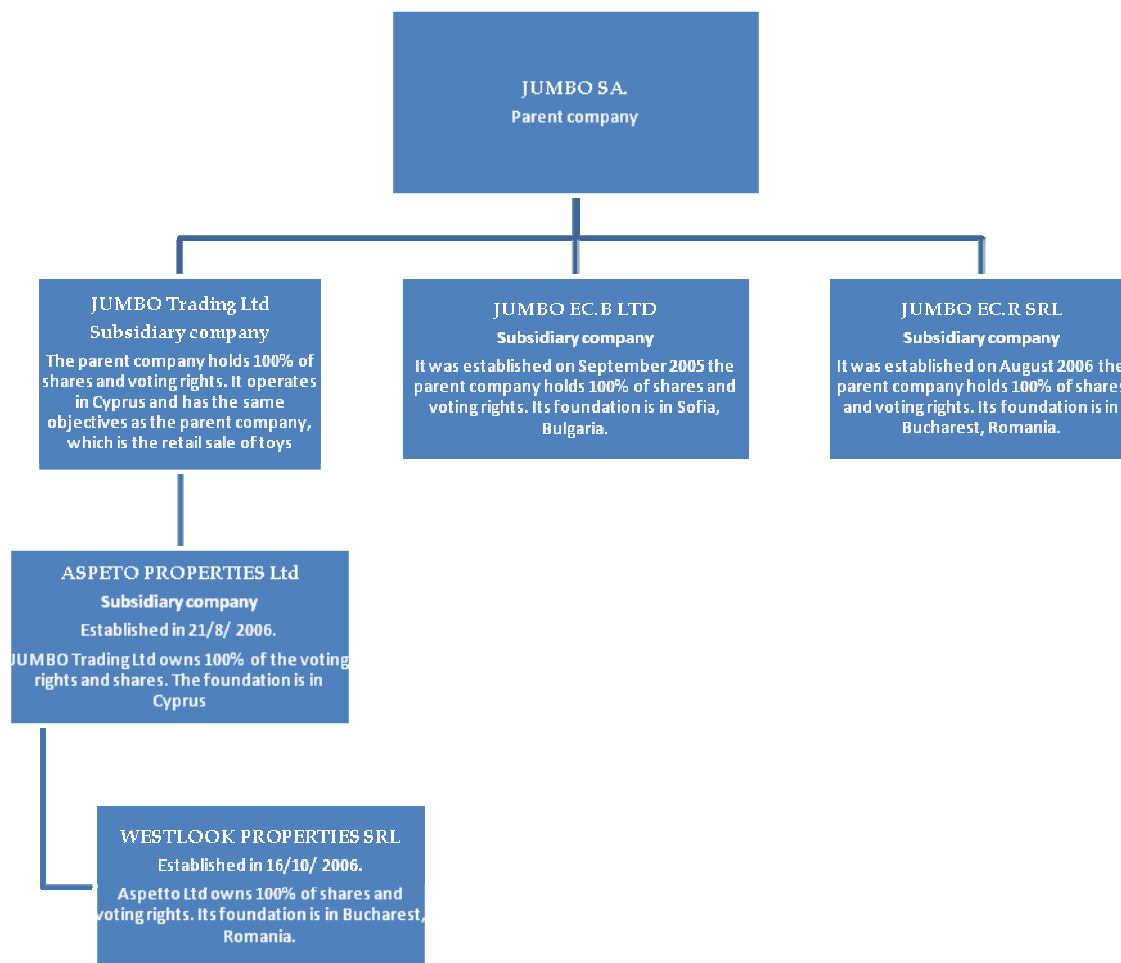 JUMBO SA.
Parent company
JUMBO Trading Ltd
Subsidiary company
The parent company holds 100% of
shares and voting rights. It operates
in Cyprus and has the same
objectives as the parent company,
which is the retail sale of toys
JUMBO EC.B LTD
Subsidiary company
It was established on September 2005 the
parent company holds 100% of shares and
voting rights. Its foundation is in Sofia,
Bulgaria.
JUMBO EC.R SRL
Subsidiary company
It was established on August 2006 the
parent company holds 100% of shares
and voting rights. Its foundation is in
Bucharest, Romania.
ASPETO PROPERTIES Ltd
Subsidiary company
Established in 21/8/ 2006.
JUMBO Trading Ltd owns 100% of the voting
rights and shares. The foundation is in
Cyprus
WESTLOOK PROPERTIES SRL
Established in 16/10/ 2006.
Aspetto Ltd owns 100% of shares and
voting rights. Its foundation is in Bucharest,
Romania.